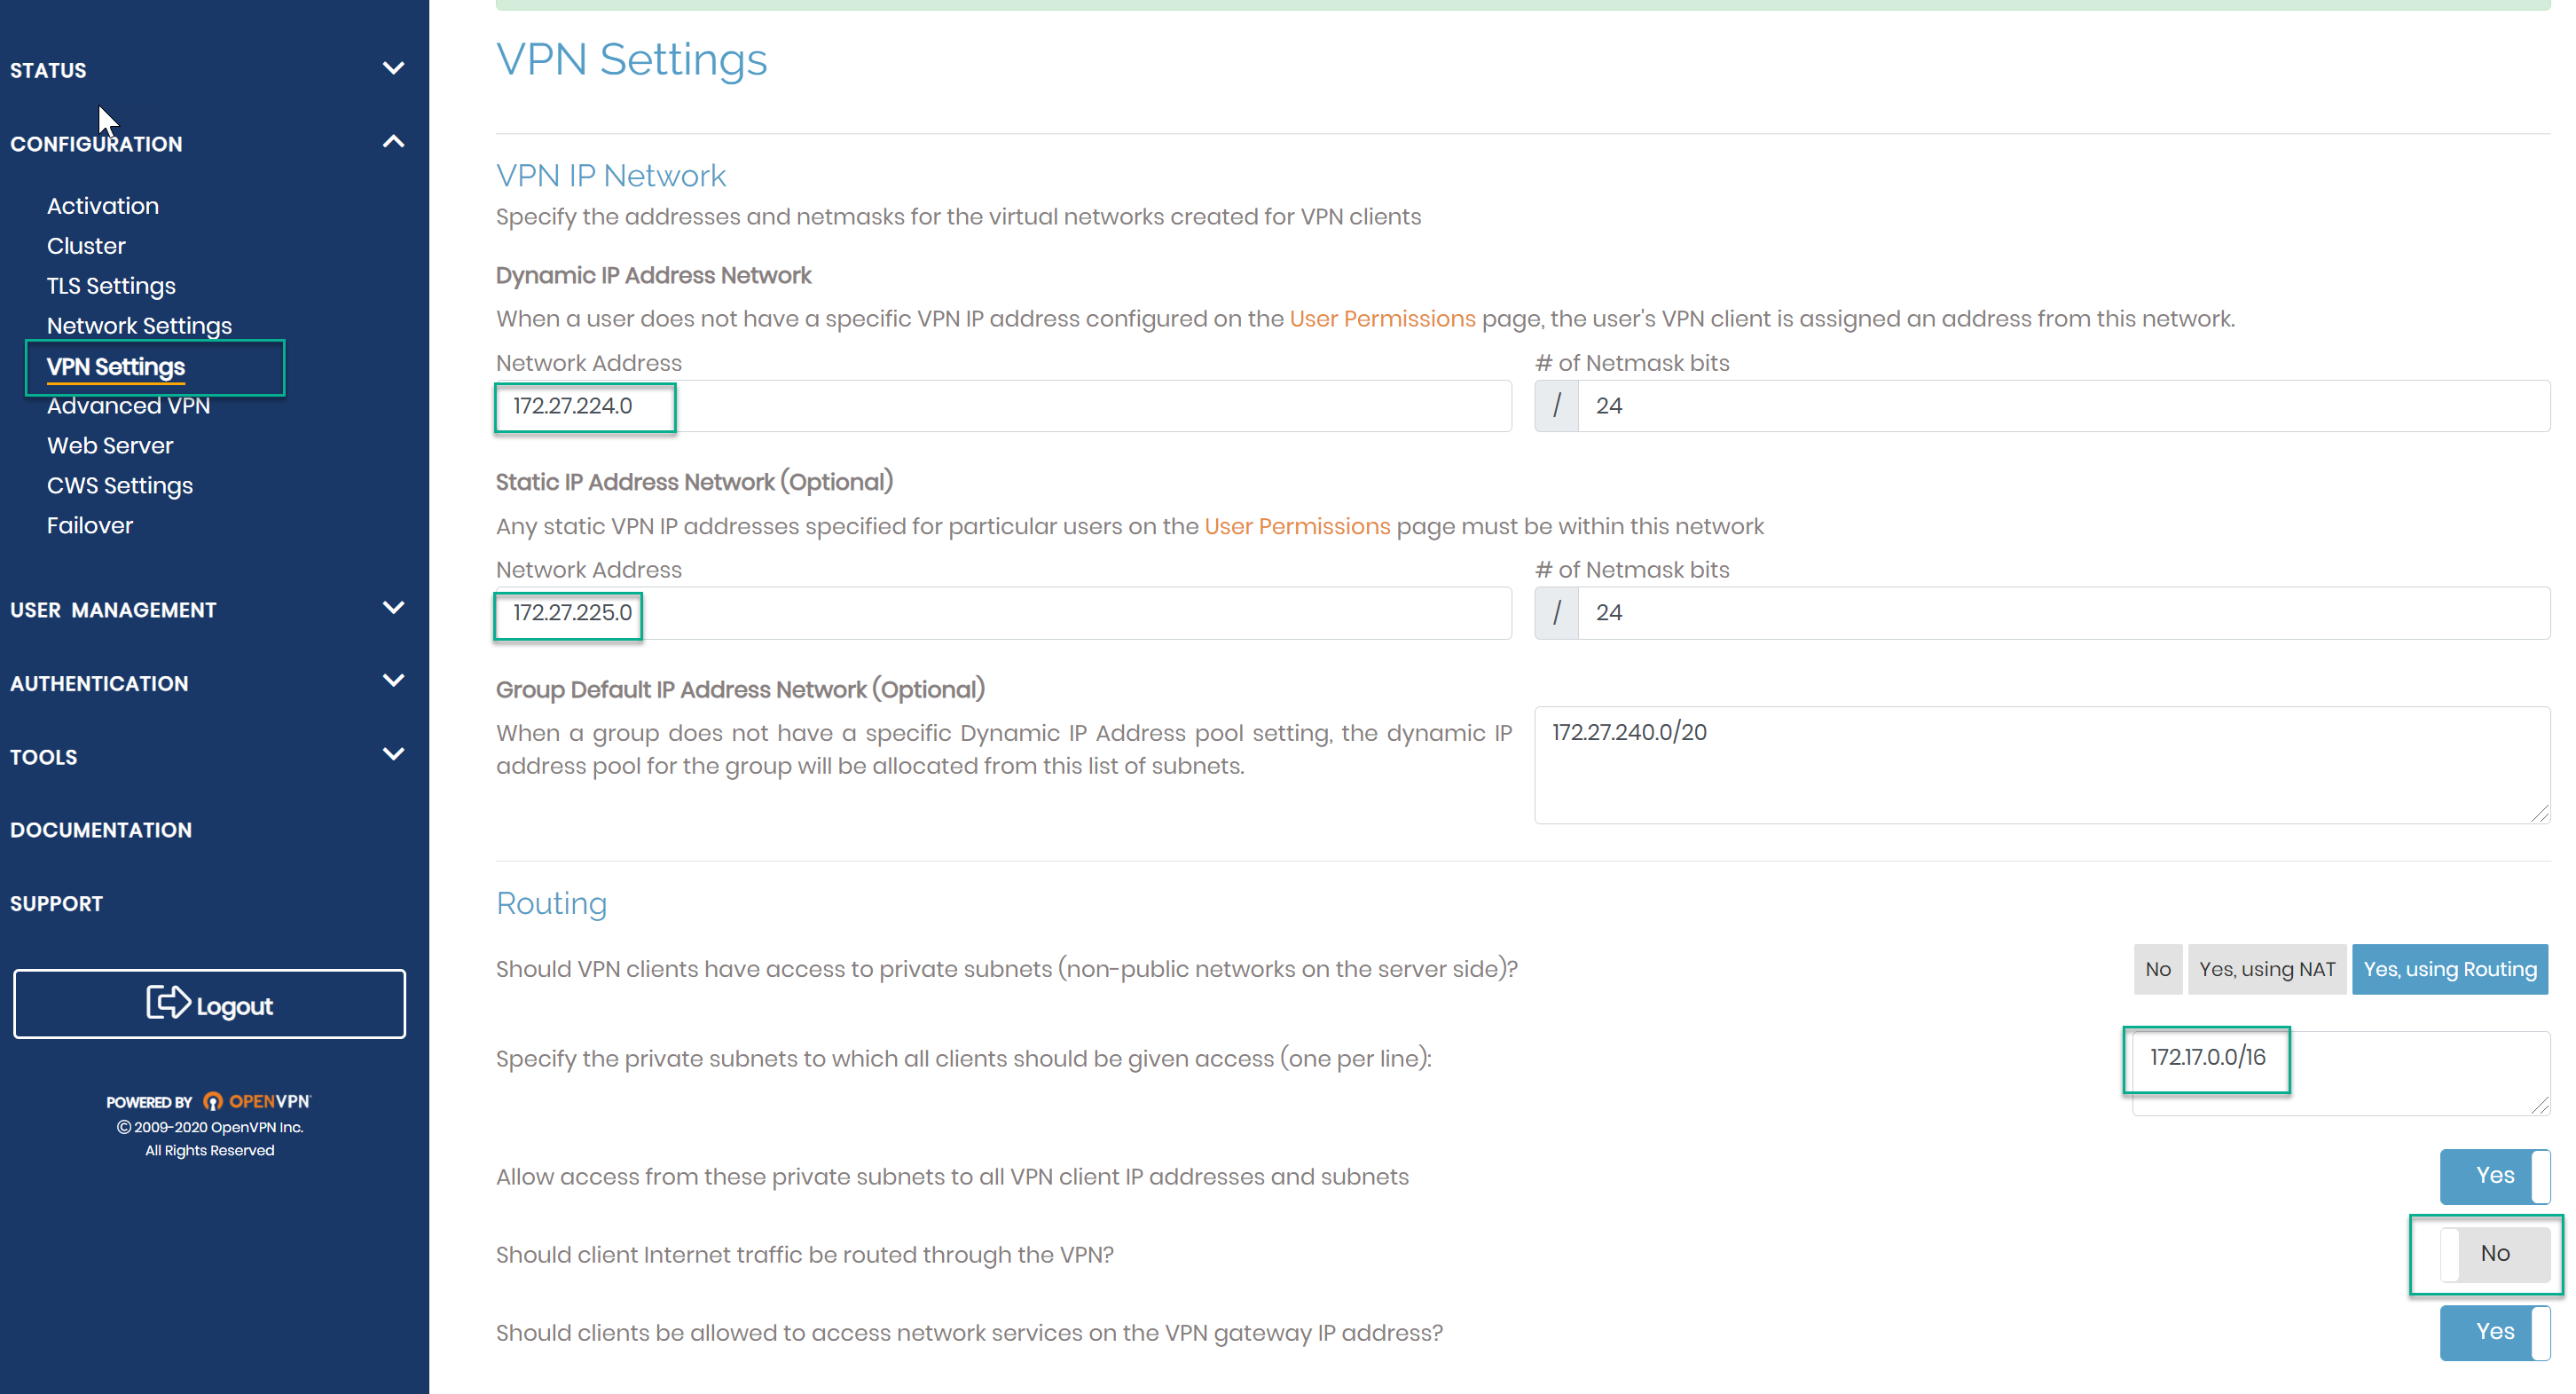 STATUS
CONFIGURATION
Activation
Cluster
TLS Settings
Network Settings
VPN Settings
Advanced VPN
Web Server
CWS Settings
Failover
USER MANAGEMENT
AUTHENTICATION
TOOLS
DOCUMENTATION
SUPPORT
Logout
POWERED BY OPENVPN
© 2009-2020 OpenVPN Inc.
All Rights Reserved
VPN Settings
VPN IP Network
Specify the addresses and netmasks for the virtual networks created for VPN clients
Dynamic IP Address Network
When a user does not have a specific VPN IP address configured on the User Permissions page, the user's VPN client is assigned an address from this network.
Network Address # of Netmask bits
172.27.224.0 / 24
Static IP Address Network (Optional)
Any static VPN IP addresses specified for particular users on the User Permissions page must be within this network
Network Address # of Netmask bits
172.27.225.0 / 24
Group Default IP Address Network (Optional)
When a group does not have a specific Dynamic IP Address pool setting, the dynamic IP
address pool for the group will be allocated from this list of subnets.
172.27.240.0/20
Routing
Should VPN clients have access to private subnets (non-public networks on the server side)? No Yes, using NAT Yes, using Routing
Specify the private subnets to which all clients should be given access (one per line): 172.17.0.0/16
Allow access from these private subnets to all VPN client IP addresses and subnets Yes
Should client Internet traffic be routed through the VPN? No
Should clients be allowed to access network services on the VPN gateway IP address? Yes